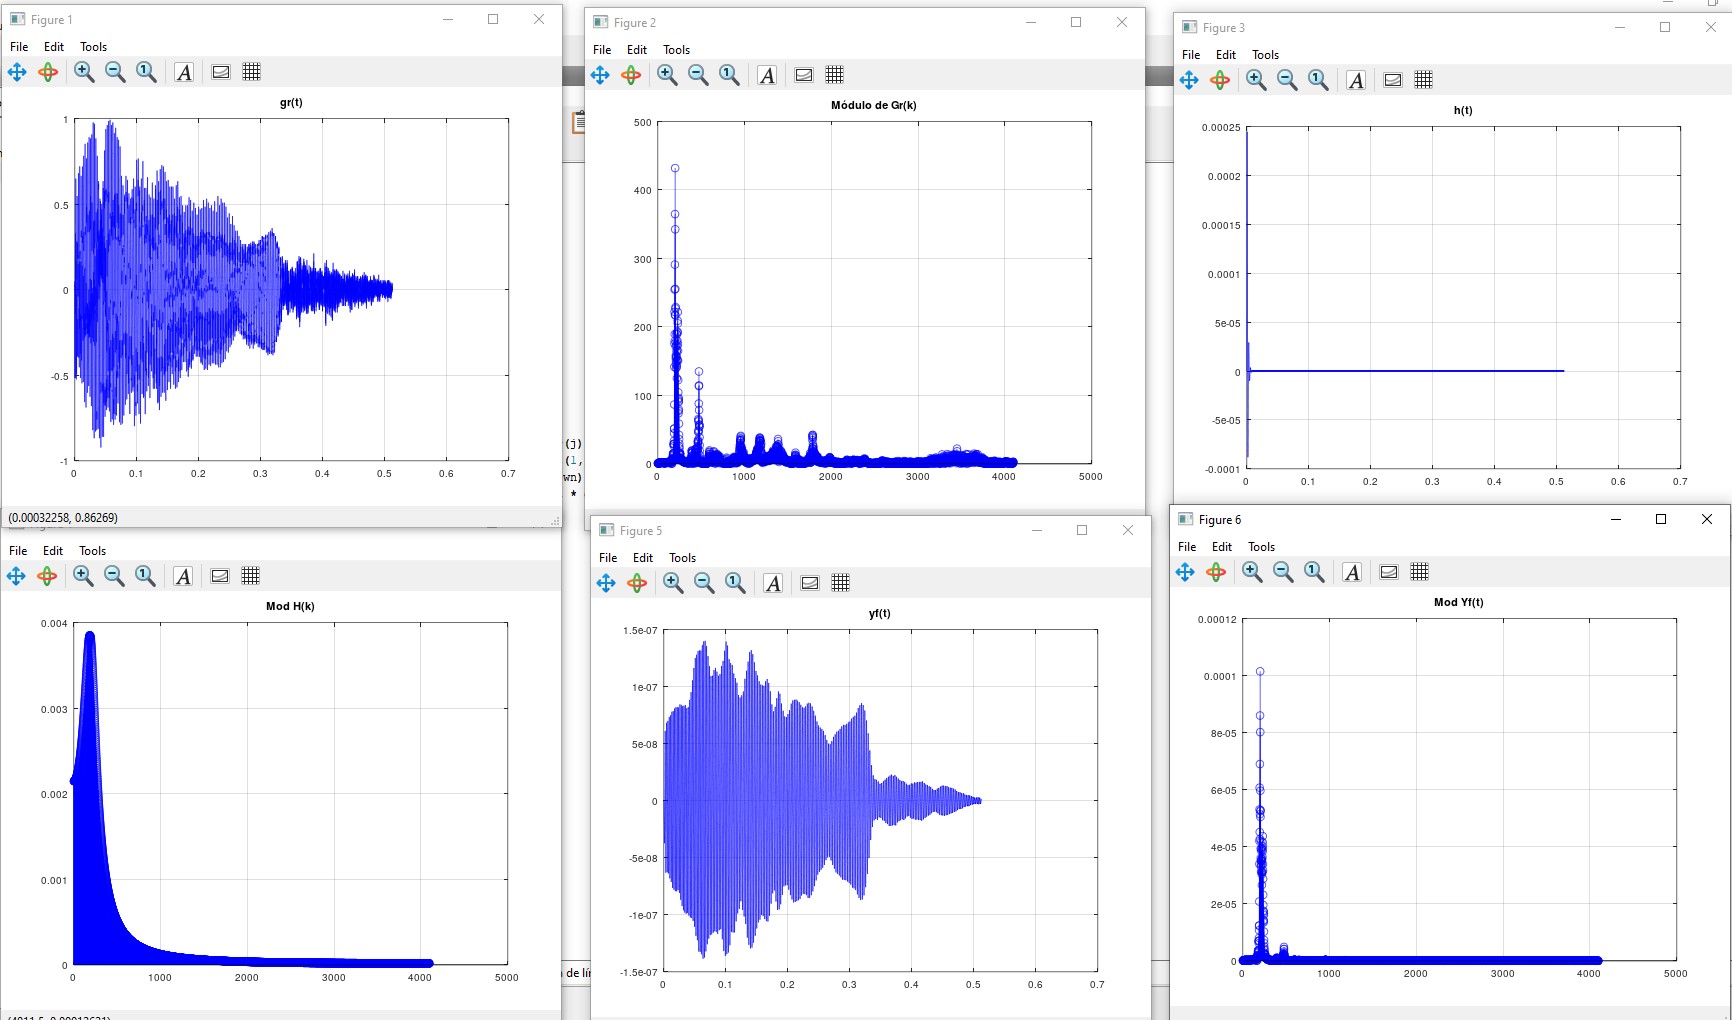 Figure 1
File Edit Tools
A
gr(t)
1
0.5
0
-0.5
-1
0 0.1 0.2 0.3 0.4 0.5 0.6 0.7
(0.00032258, 0.86269)
Figure 2
File Edit Tools
A
Módulo de Gr(k)
500
400
300
200
100
0
0 1000 2000 3000 4000 5000
Figure 3
File Edit Tools
A
h(t)
0.00025
0.0002
0.00015
0.0001
5e-05
0
-5e-05
-0.0001
0 0.1 0.2 0.3 0.4 0.5 0.6 0.7
(j)
(1,
wn)
*
File Edit Tools
A
Mod H(k)
0.004
0.003
0.002
0.001
0
0 1000 2000 3000 4000 5000
Figure 5
File Edit Tools
A
yf(t)
1.5e-07
1e-07
5e-08
0
-5e-08
-1e-07
-1.5e-07
0 0.1 0.2 0.3 0.4 0.5 0.6 0.7
de lí
Figure 6
File Edit Tools
A
Mod Yf(t)
0.00012
0.0001
8e-05
6e-05
4e-05
2e-05
0
0 1000 2000 3000 4000 5000